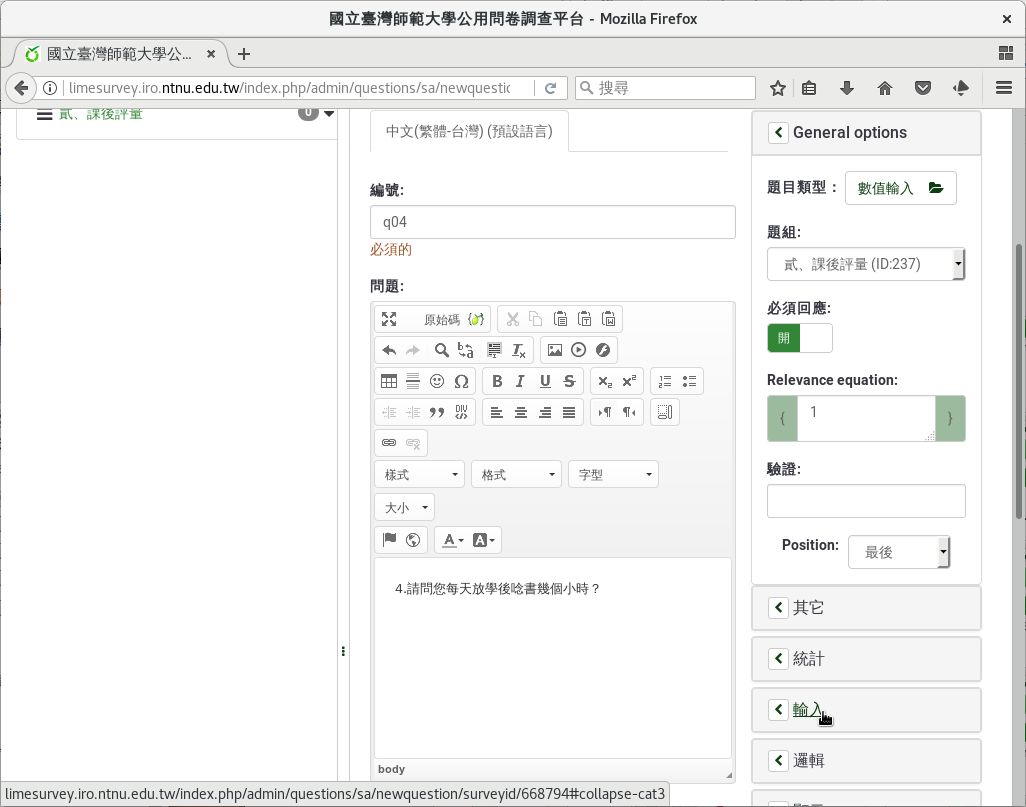 國立臺灣師範大學公用問卷調查平台 - Mozilla Firefox
國立臺灣師範大學公...
limesurvey.iro.ntnu.edu.tw/index.php/admin/questions/sa/newquestic
搜尋
貳、課後評量
0
中文(繁體-台灣) (預設語言)
編號:
q04
必須的
問題:
原始碼
樣式
格式
字型
大小
4.請問您每天放學後唸書幾個小時？
body
General options
題目類型：
數值輸入
題組:
貳、課後評量 (ID:237)
必須回應:
開
Relevance equation:
{ 1 }
驗證:
Position:
最後
其它
統計
輸入
邏輯
limesurvey.iro.ntnu.edu.tw/index.php/admin/questions/sa/newquestion/surveyid/668794#collapse-cat3